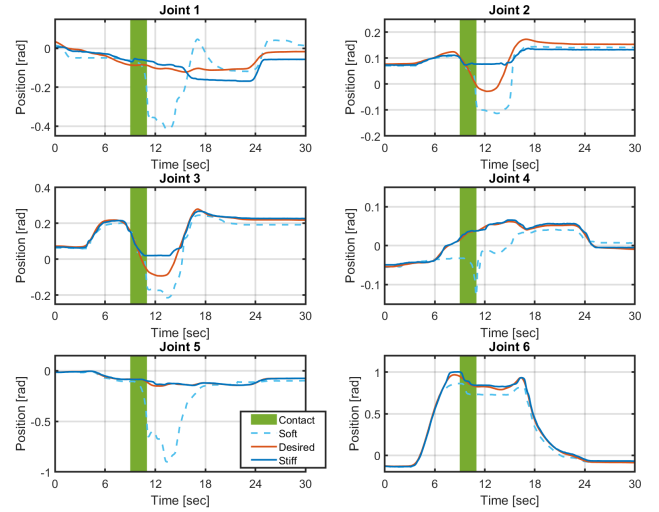 Joint 1
Position [rad]
0
-0.2
-0.4
0 6 12 18 24 30
Time [sec]
Joint 2
Position [rad]
0.2
0.1
0
-0.1
-0.2
0 6 12 18 24 30
Time [sec]
Joint 3
Position [rad]
0.4
0.2
0
-0.2
0 6 12 18 24 30
Time [sec]
Joint 4
Position [rad]
0.1
0
-0.1
0 6 12 18 24 30
Time [sec]
Joint 5
Position [rad]
0
-0.5
-1
0 6 12 18 24 30
Time [sec]
Contact
Soft
Desired
Stiff
Joint 6
Position [rad]
1
0.5
0
0 6 12 18 24 30
Time [sec]